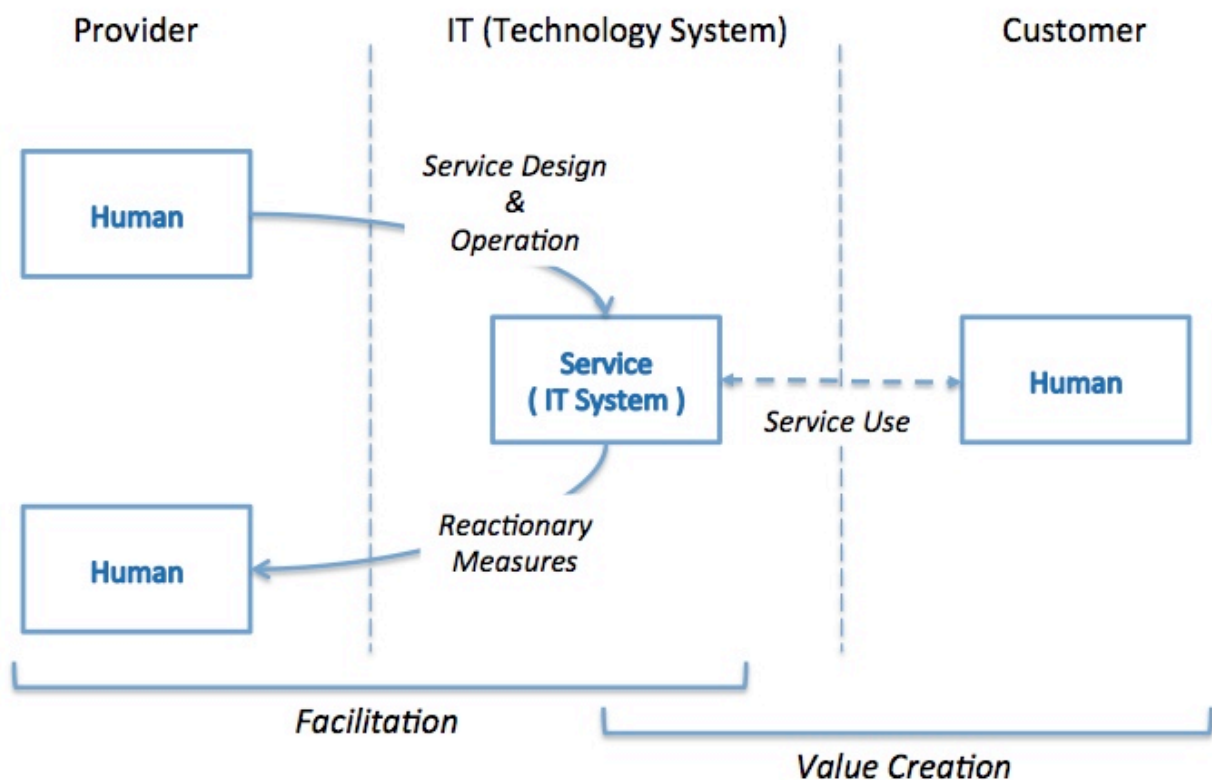 Provider
IT (Technology System)
Customer
Service Design
&
Operation
Human
Service
( IT System )
Human
Service Use
Reactionary
Measures
Human
Facilitation
Value Creation